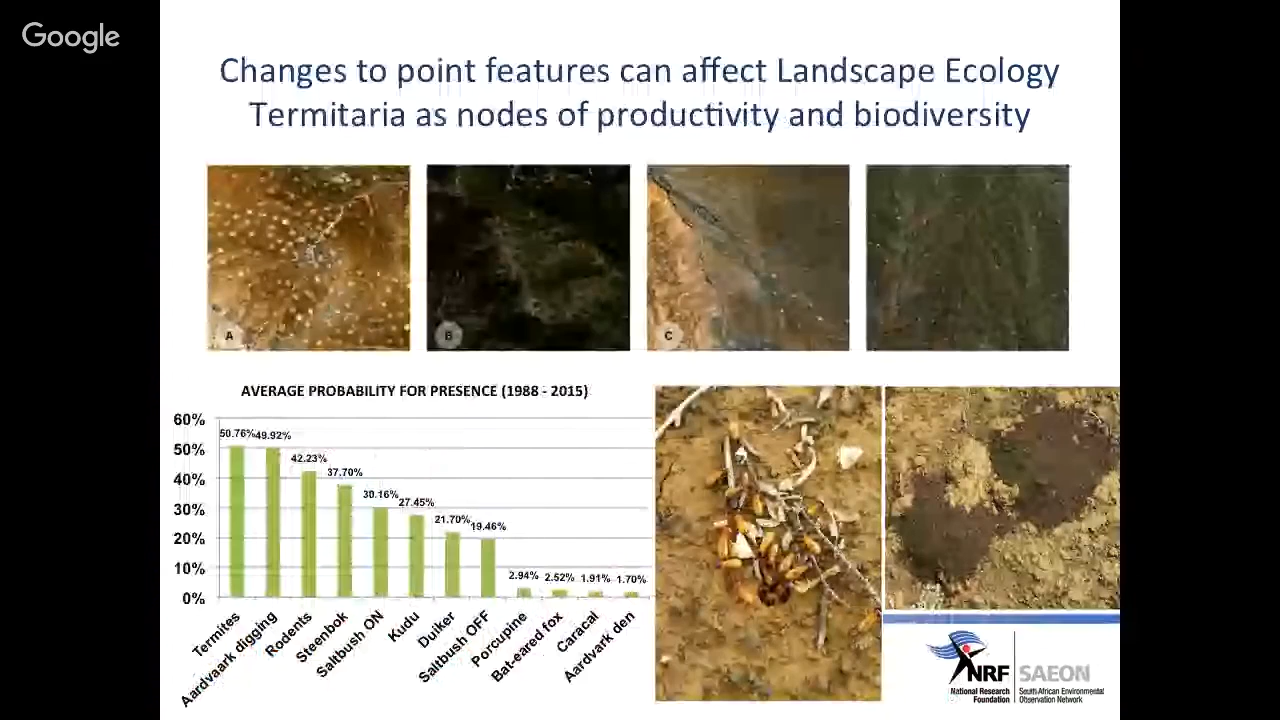 Google
Changes to point features can affect Landscape Ecology
Termitaria as nodes of productivity and biodiversity
A
B
C
AVERAGE PROBABILITY FOR PRESENCE (1988 - 2015)
60%
50%
40%
30%
20%
10%
0%
50.76%
49.92%
42.23%
37.70%
30.16%
27.45%
21.70%
19.46%
2.94%
2.52%
1.91%
1.70%
Termites
Aardvaark digging
Rodents
Steenbok
Saltbush ON
Kudu
Duiker
Saltbush OFF
Porcupine
Bat-eared fox
Caracal
Aardvark den
NRF
National Research
Foundation
SAEON
South African Environmental
Observation Network